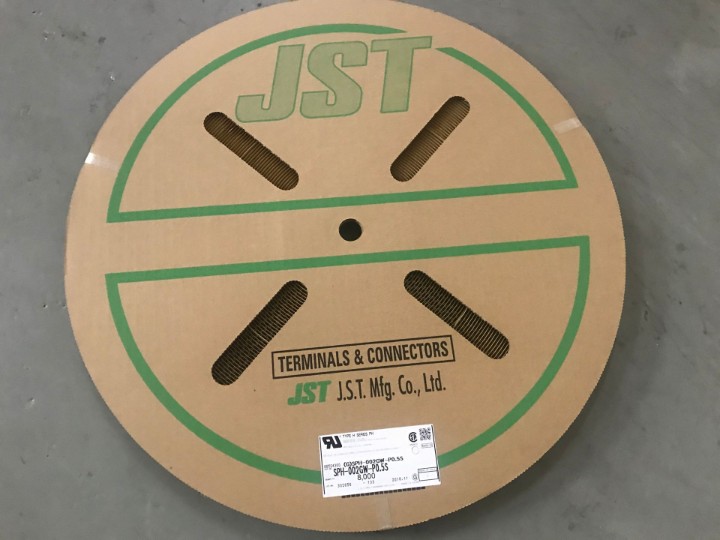 JST
TERMINALS & CONNECTORS
JST J.S.T. Mfg. Co., Ltd.
SPH-002GW-P0.5S
8,000